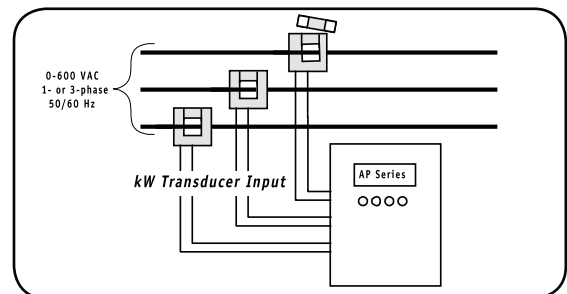 0-600 VAC
1- or 3-phase
50/60 Hz
kW Transducer Input
AP Series